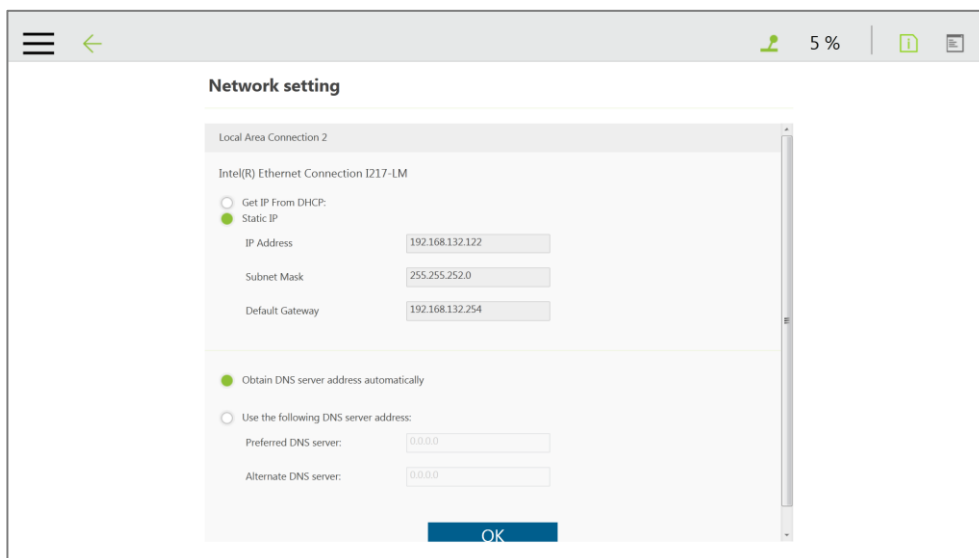 5 %
Network setting
Local Area Connection 2
Intel(R) Ethernet Connection I217-LM
Get IP From DHCP:
Static IP
IP Address 192.168.132.122
Subnet Mask 255.255.252.0
Default Gateway 192.168.132.254
Obtain DNS server address automatically
Use the following DNS server address:
Preferred DNS server: 0.0.0.0
Alternate DNS server: 0.0.0.0
OK